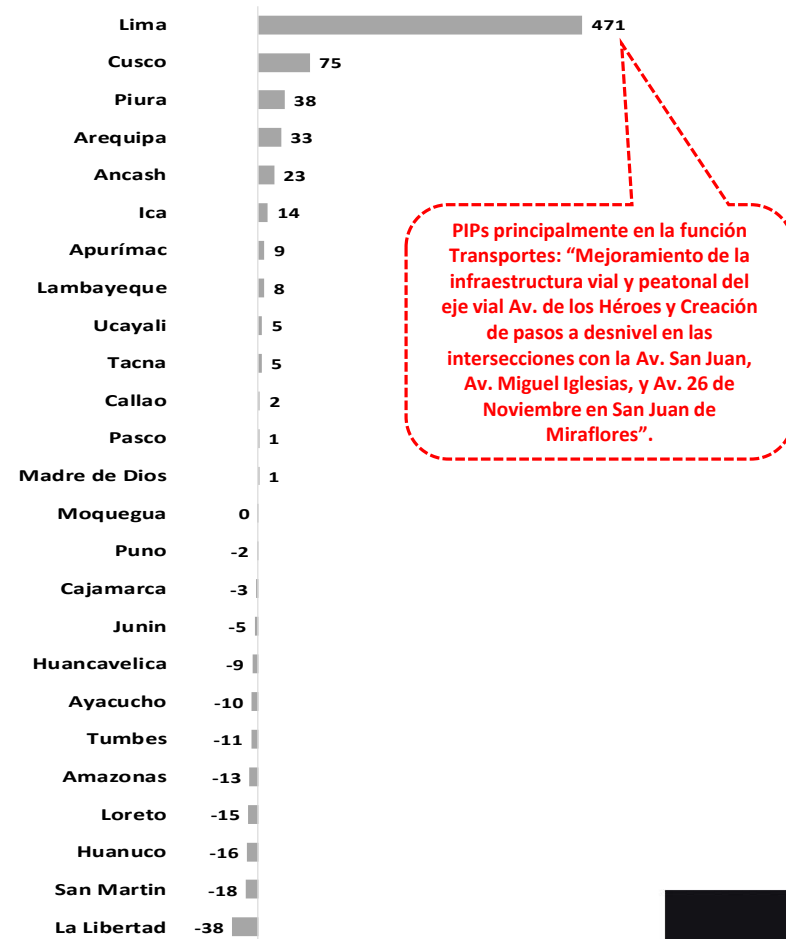 Lima 471
Cusco 75
Piura 38
Arequipa 33
Ancash 23
Ica 14
Apurímac 9
Lambayeque 8
Ucayali 5
Tacna 5
Callao 2
Pasco 1
Madre de Dios 1
Moquegua 0
Puno -2
Cajamarca -3
Junin -5
Huancavelica -9
Ayacucho -10
Tumbes -11
Amazonas -13
Loreto -15
Huanuco -16
San Martin -18
La Libertad -38
PIPs principalmente en la función
Transportes: “Mejoramiento de la
infraestructura vial y peatonal del
eje vial Av. de los Héroes y Creación
de pasos a desnivel en las
intersecciones con la Av. San Juan,
Av. Miguel Iglesias, y Av. 26 de
Noviembre en San Juan de
Miraflores”.